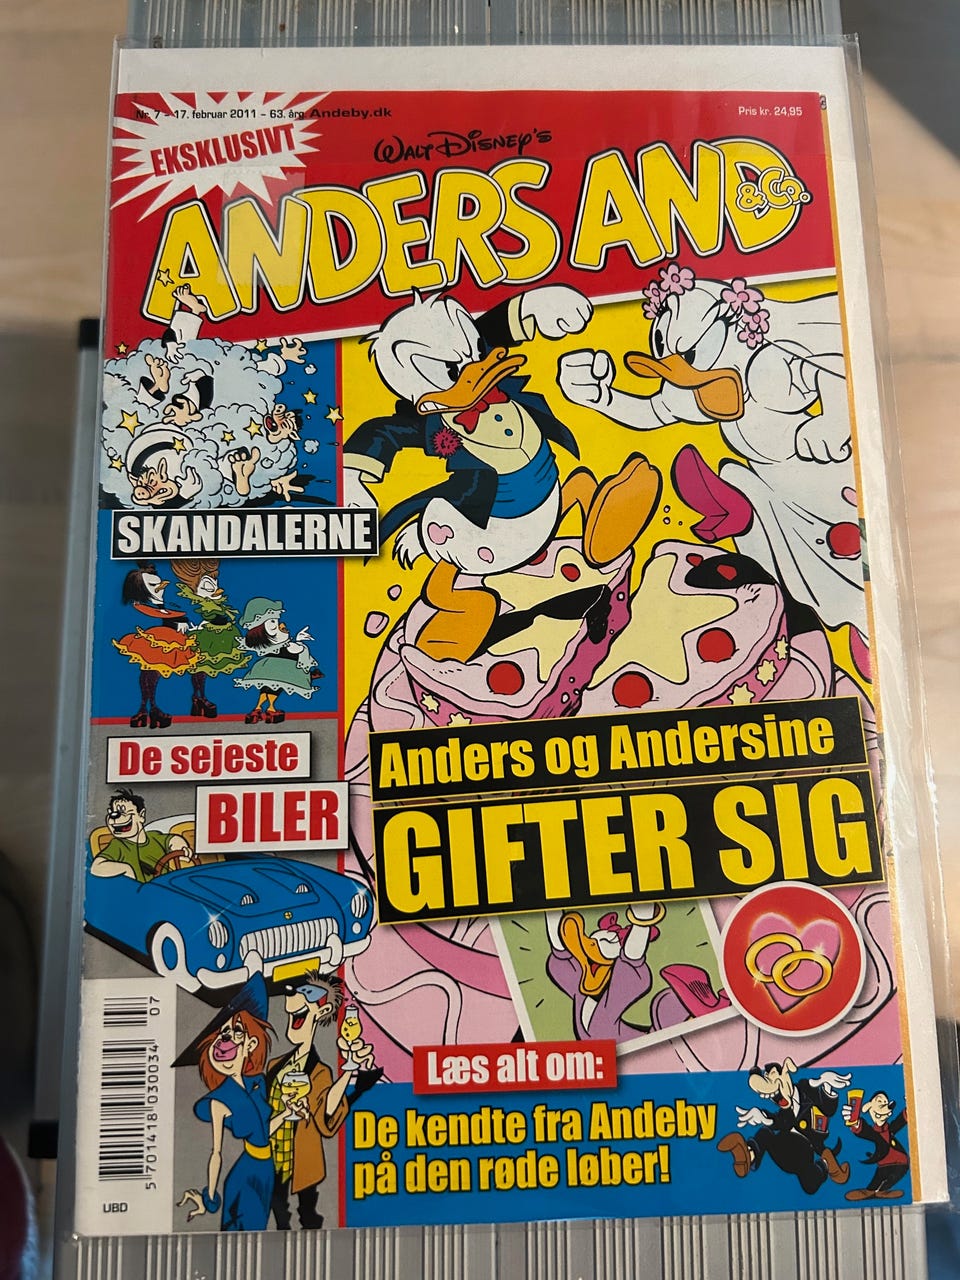 Nr. 7 - 17. februar 2011 - 63. årg Andeby.dk
Pris kr. 24,95
EKSKLUSIVT
WALT DISNEY'S
ANDERS AND
& Co.
SKANDALERNE
De sejeste
BILER
Anders og Andersine
GIFTER SIG
Læs alt om:
De kendte fra Andeby
på den røde løber!
07
5 701418 030034
UBD